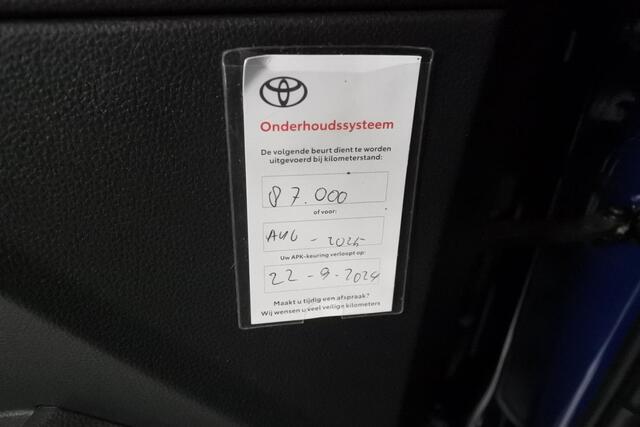 Onderhoudssysteem
De volgende beurt dient te worden
uitgevoerd bij kilometerstand:
87.000
of voor:
AUG - 2025
Uw APK-keuring verloopt op:
22-9-2024
Maakt u tijdig een afspraak?
Wij wensen u veel veilige kilometers